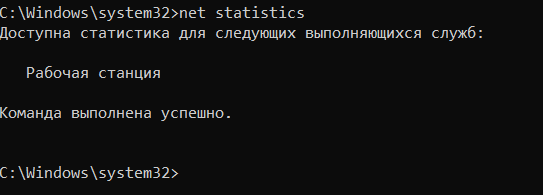 C:\Windows\system32>net statistics
Доступна статистика для следующих выполняющихся служб:
Рабочая станция
Команда выполнена успешно.
C:\Windows\system32>